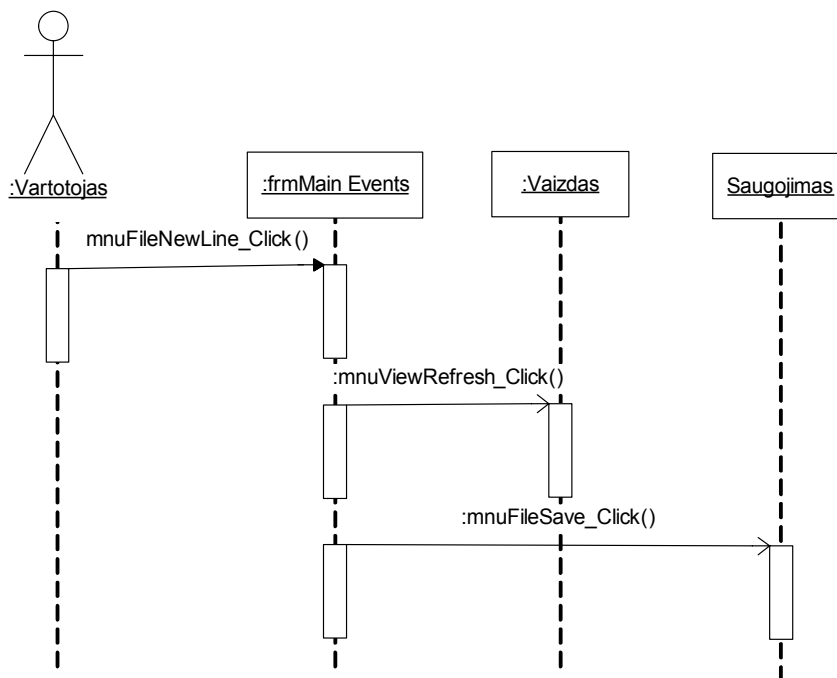 :Vartotojas
:frmMain Events
:Vaizdas
Saugojimas
mnuFileNewLine_Click()
:mnuViewRefresh_Click()
:mnuFileSave_Click()